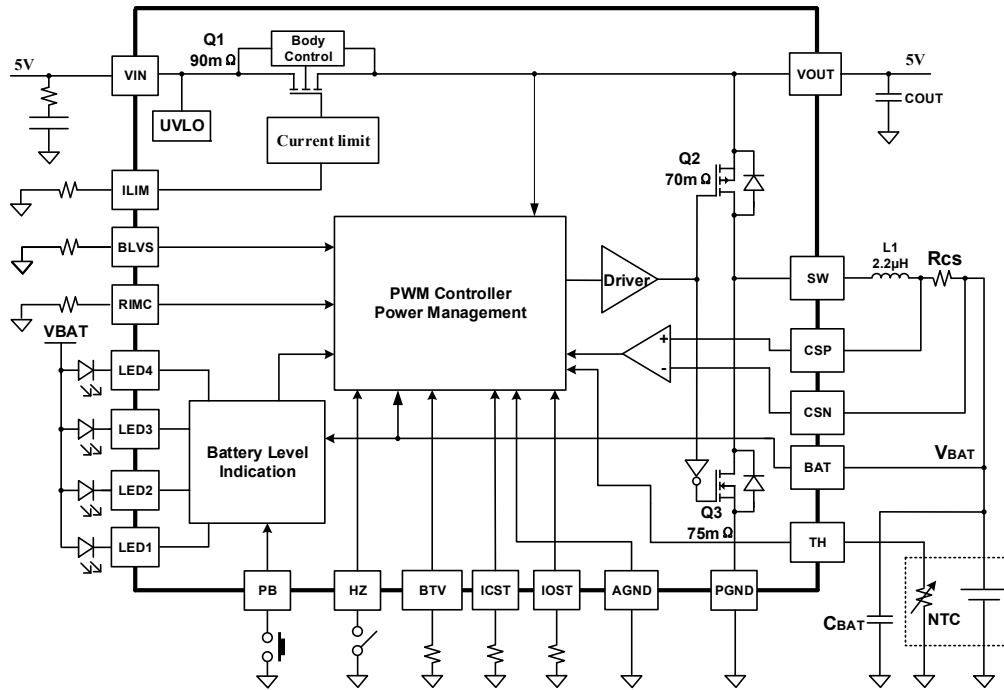 Q1
90mΩ
Body
Control
5V
VIN
VOUT
5V
COUT
UVLO
Current limit
ILIM
Q2
70mΩ
BLVS
RIMC
PWM Controller
Power Management
Driver
SW
L1
2.2µH
Rcs
VBAT
LED4
LED3
LED2
LED1
+
-
CSP
CSN
Battery Level
Indication
BAT
VBAT
Q3
75mΩ
TH
PB
HZ
BTV
ICST
IOST
AGND
PGND
CBAT
NTC